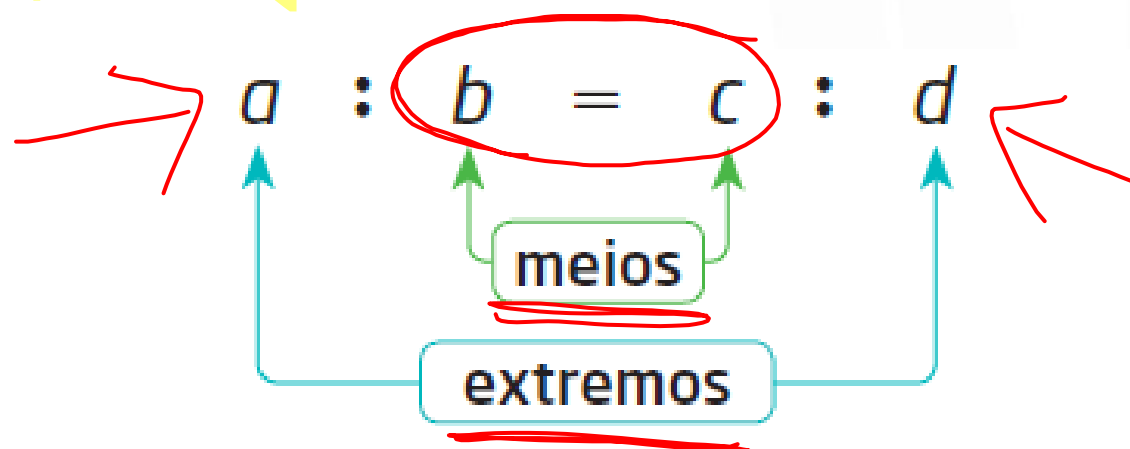 a : b = c : d
meios
extremos